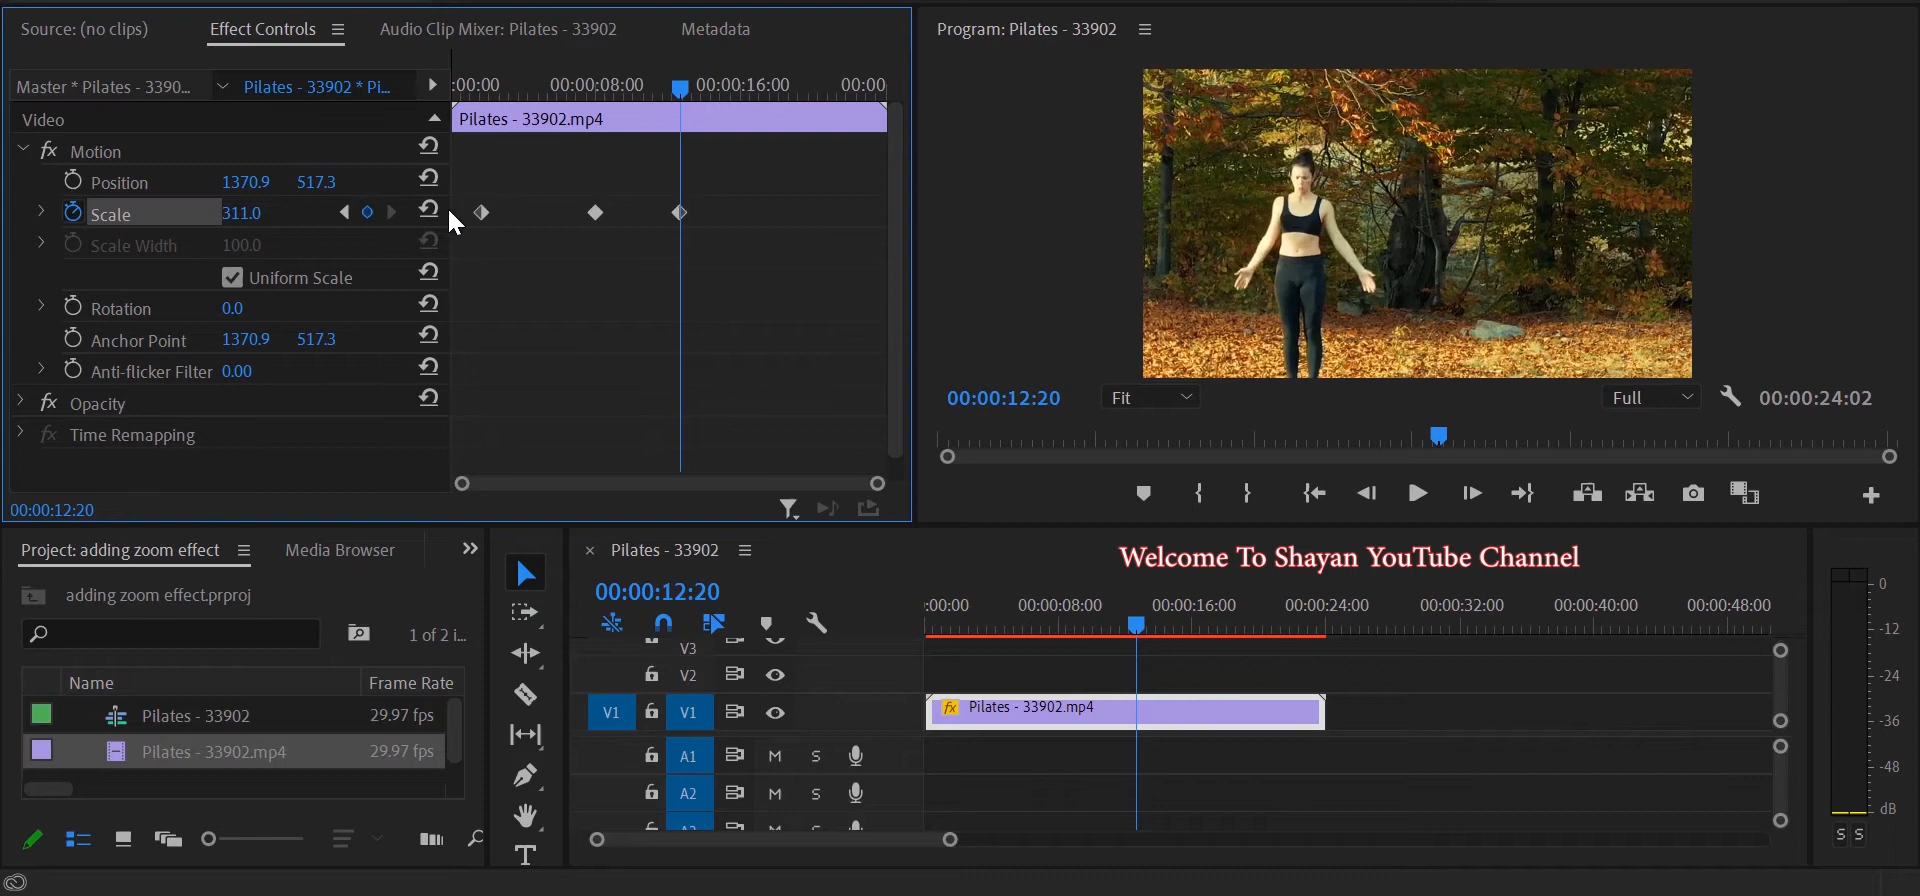 Source: (no clips)
Effect Controls
Audio Clip Mixer: Pilates - 33902
Metadata
Master * Pilates - 3390...
Pilates - 33902 * Pi...
:00:00
00:00:08:00
00:00:16:00
00:00
Video
Pilates - 33902.mp4
fx Motion
Position 1370.9 517.3
Scale 311.0
Scale Width 100.0
Uniform Scale
Rotation 0.0
Anchor Point 1370.9 517.3
Anti-flicker Filter 0.00
fx Opacity
fx Time Remapping
00:00:12:20
Program: Pilates - 33902
00:00:12:20
Fit
Full
00:00:24:02
Project: adding zoom effect
Media Browser
adding zoom effect.prproj
1 of 2 i...
Name
Frame Rate
Pilates - 33902
29.97 fps
Pilates - 33902.mp4
29.97 fps
T
× Pilates - 33902
Welcome To Shayan YouTube Channel
00:00:12:20
:00:00
00:00:08:00
00:00:16:00
00:00:24:00
00:00:32:00
00:00:40:00
00:00:48:00
V3
V2
V1
V1
fx Pilates - 33902.mp4
A1 M S
A2 M S
0
-12
-24
-36
-48
dB
S S